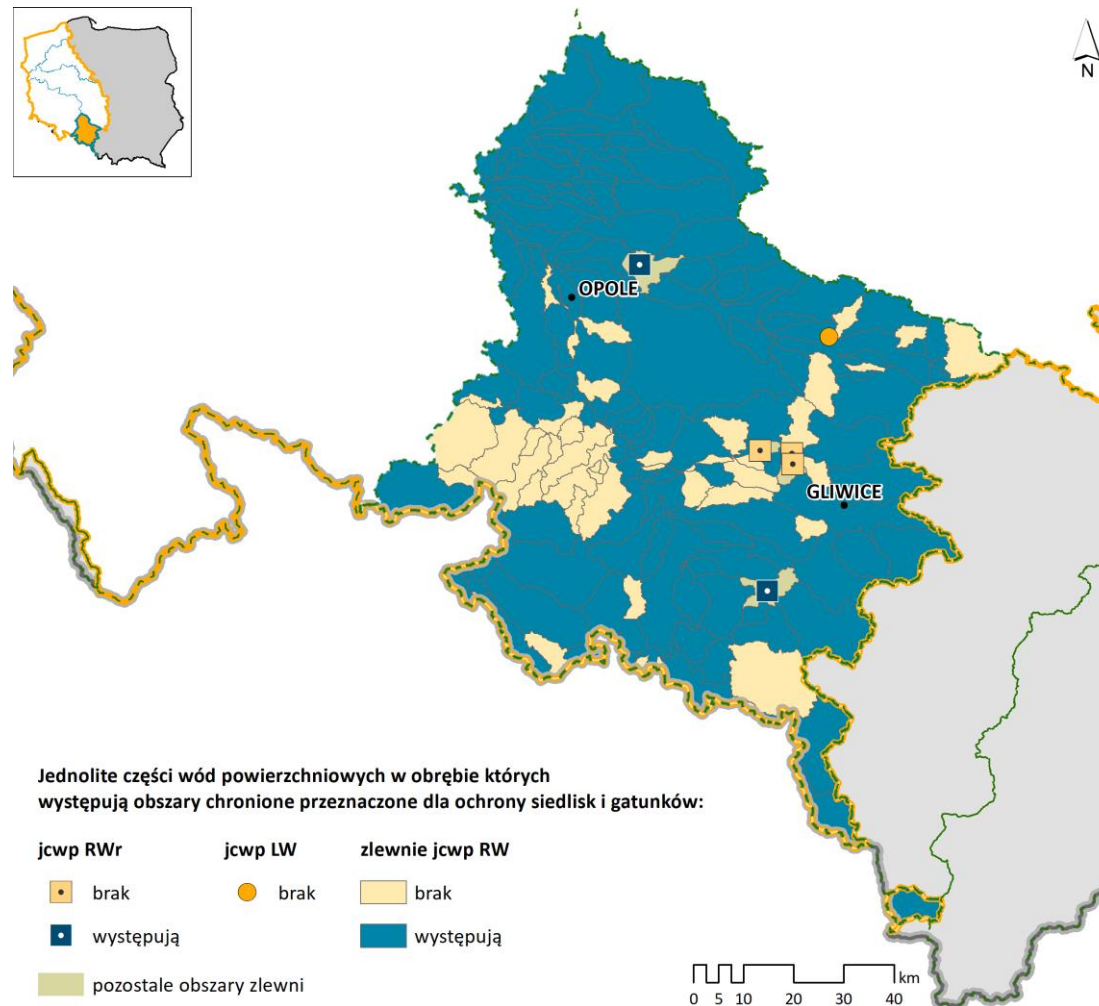 N
OPOLE
GLIWICE
Jednolite części wód powierzchniowych w obrębie których
występują obszary chronione przeznaczone dla ochrony siedlisk i gatunków:
jcwp RWr
jcwp LW
zlewnie jcwp RW
brak
brak
brak
występują
występują
pozostałe obszary zlewni
km
0 5 10 20 30 40